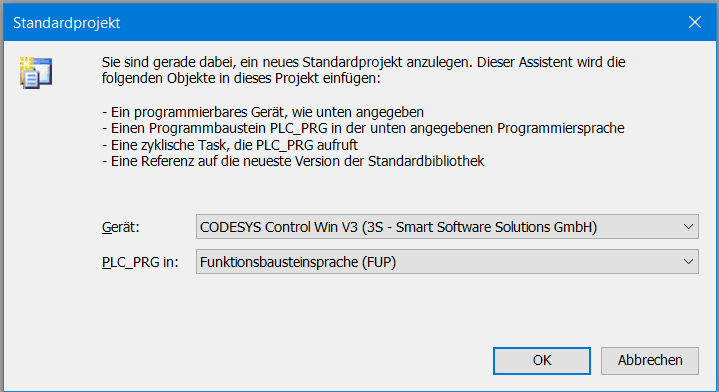 Standardprojekt
Sie sind gerade dabei, ein neues Standardprojekt anzulegen. Dieser Assistent wird die
folgenden Objekte in dieses Projekt einfügen:
- Ein programmierbares Gerät, wie unten angegeben
- Einen Programmbaustein PLC_PRG in der unten angegebenen Programmiersprache
- Eine zyklische Task, die PLC_PRG aufruft
- Eine Referenz auf die neueste Version der Standardbibliothek
Gerät: CODESYS Control Win V3 (3S - Smart Software Solutions GmbH)
PLC_PRG in: Funktionsbausteinsprache (FUP)
OK Abbrechen